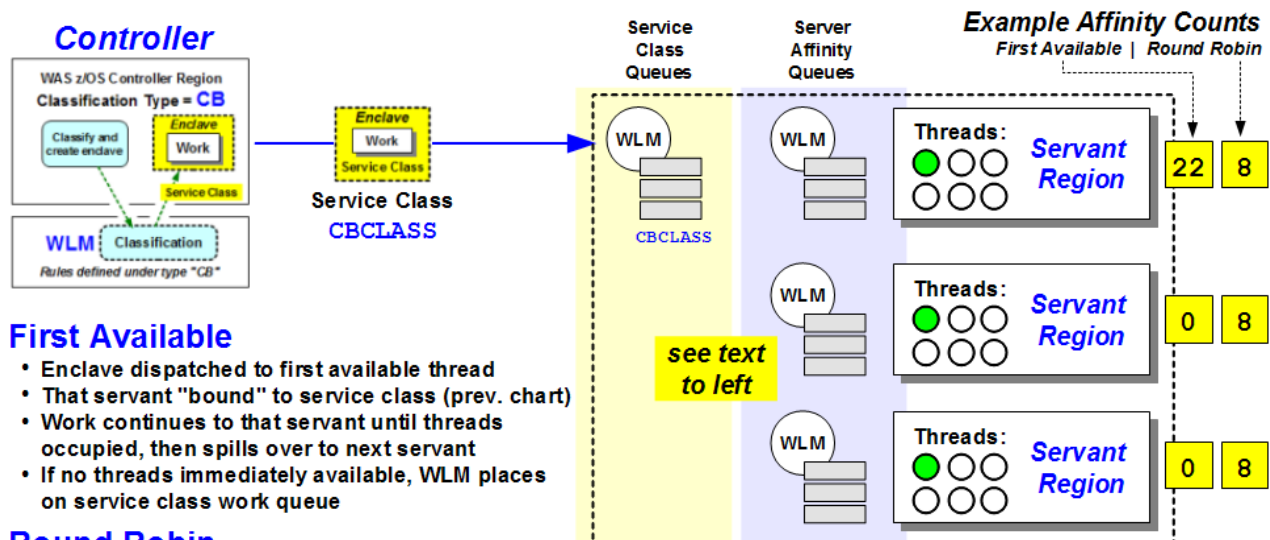 Controller
WAS z/OS Controller Region
Classification Type = CB
Classify and
create enclave
Enclave
Work
Service Class
WLM
Classification
Rules defined under type "CB"
Enclave
Work
Service Class
Service Class
CBCLASS
Service
Class
Queues
Server
Affinity
Queues
Example Affinity Counts
First Available | Round Robin
WLM
CBCLASS
WLM
Threads:
Servant
Region
22
8
WLM
Threads:
Servant
Region
0
8
see text
to left
WLM
Threads:
Servant
Region
0
8
First Available
• Enclave dispatched to first available thread
• That servant "bound" to service class (prev. chart)
• Work continues to that servant until threads
occupied, then spills over to next servant
• If no threads immediately available, WLM places
on service class work queue
Round Robin